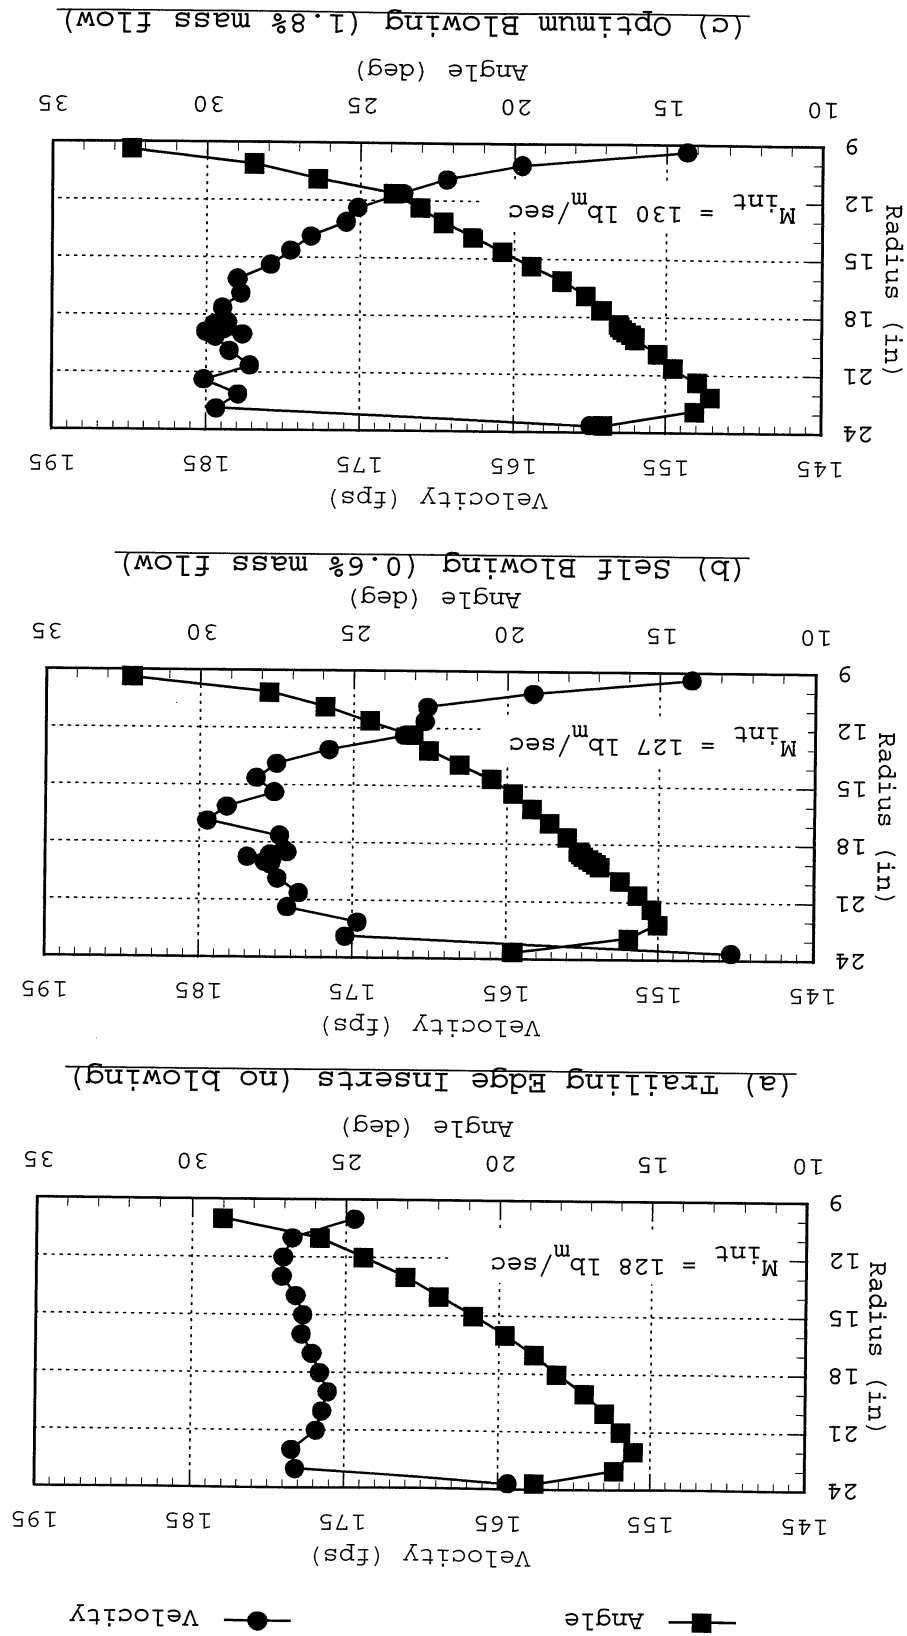 Angle Velocity
Velocity (fps)
145 155 165 175 185 195
24
21
18
15
12
9
Radius (in)
M_int = 128 lb_m/sec
10 15 20 25 30 35
Angle (deg)
(a) Trailing Edge Inserts (no blowing)
Velocity (fps)
145 155 165 175 185 195
24
21
18
15
12
9
Radius (in)
M_int = 127 lb_m/sec
10 15 20 25 30 35
Angle (deg)
(b) Self Blowing (0.6% mass flow)
Velocity (fps)
145 155 165 175 185 195
24
21
18
15
12
9
Radius (in)
M_int = 130 lb_m/sec
10 15 20 25 30 35
Angle (deg)
(c) Optimum Blowing (1.8% mass flow)